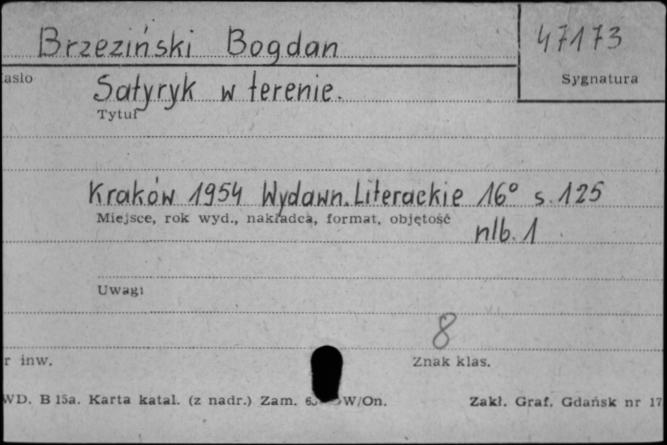 Brzeziński Bogdan
47173
asło
Sygnatura
Satyryk w terenie.
Tytuł
Kraków 1954 Wydawn. Literackie 16° s. 125
Miejsce, rok wyd., nakładca, format, objętość
nlb. 1
Uwagi
8
r inw.
Znak klas.
WD. B 15a. Karta katal. (z nadr.) Zam. W/On.
Zakł. Graf. Gdańsk nr 17